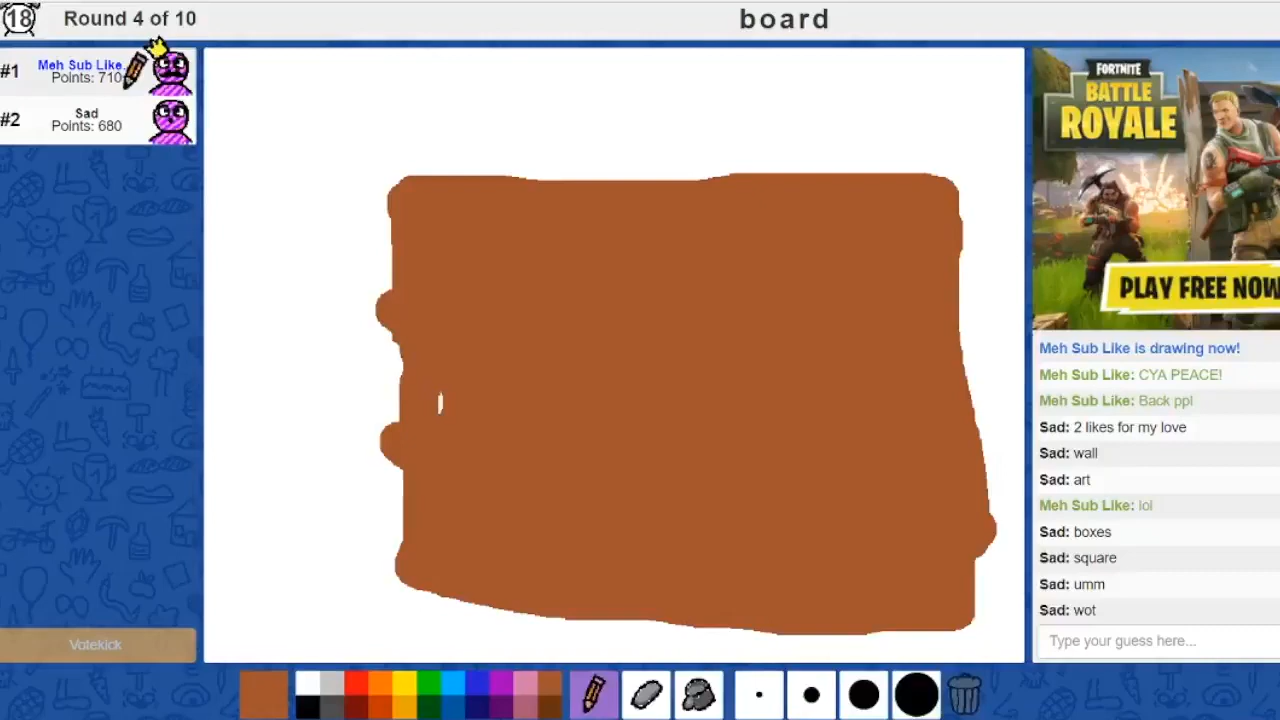 18
Round 4 of 10
board
#1
Meh Sub Like
Points: 710
#2
Sad
Points: 680
FORTNITE
BATTLE
ROYALE
PLAY FREE NOW
Meh Sub Like is drawing now!
Meh Sub Like: CYA PEACE!
Meh Sub Like: Back ppl
Sad: 2 likes for my love
Sad: wall
Sad: art
Meh Sub Like: lol
Sad: boxes
Sad: square
Sad: umm
Sad: wot
Type your guess here...
Votekick